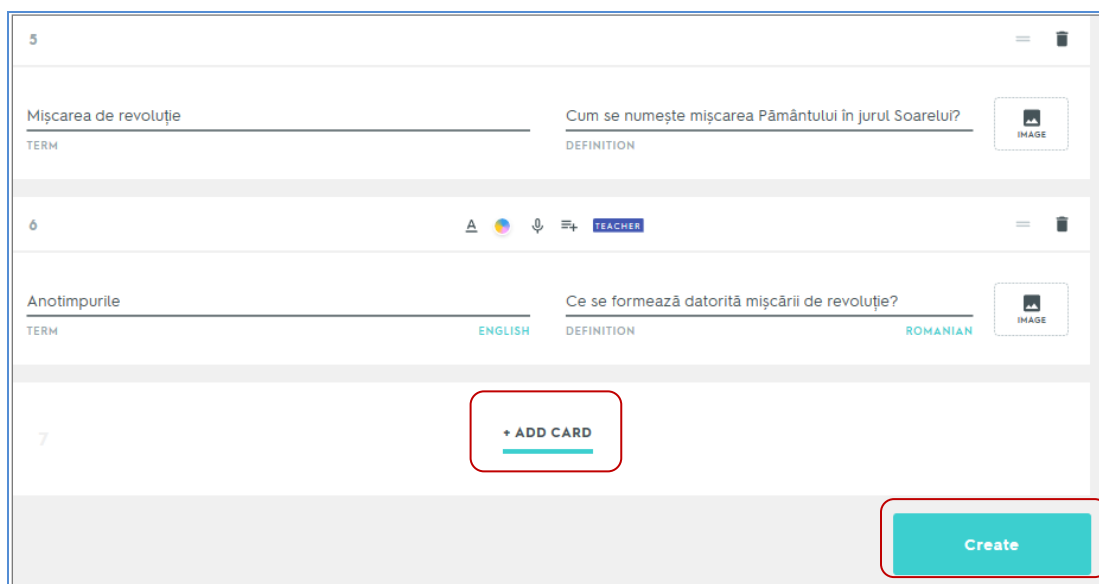 5
Mișcarea de revoluție
Cum se numește mișcarea Pământului în jurul Soarelui?
TERM
DEFINITION
IMAGE
6
A
TEACHER
Anotimpurile
Ce se formează datorită mișcării de revoluție?
TERM
ENGLISH
DEFINITION
ROMANIAN
IMAGE
7
+ ADD CARD
Create